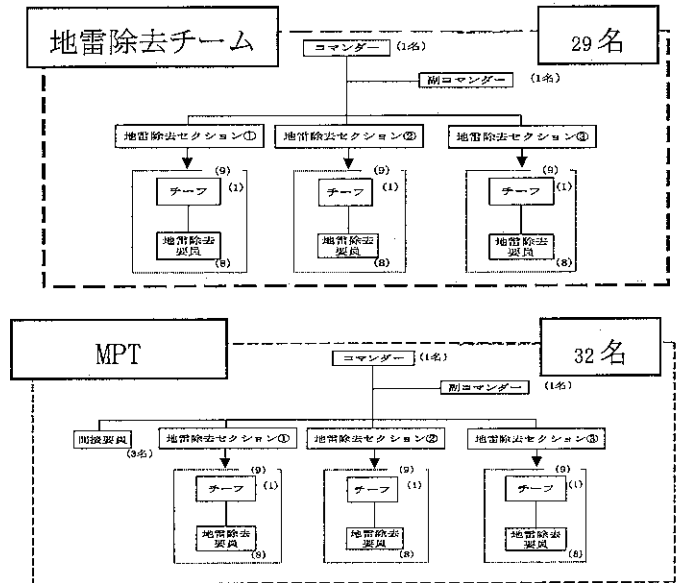 地雷除去チーム
29名
コマンダー (1名)
副コマンダー (1名)
地雷除去セクション① 地雷除去セクション② 地雷除去セクション③
(9) (9) (9)
チーフ (1) チーフ (1) チーフ (1)
地雷除去 地雷除去 地雷除去
要員 要員 要員
(8) (8) (8)
MPT
32名
コマンダー (1名)
副コマンダー (1名)
間接要員 地雷除去セクション① 地雷除去セクション② 地雷除去セクション③
(3名)
(9) (9) (9)
チーフ (1) チーフ (1) チーフ (1)
地雷除去 地雷除去 地雷除去
要員 要員 要員
(8) (8) (8)